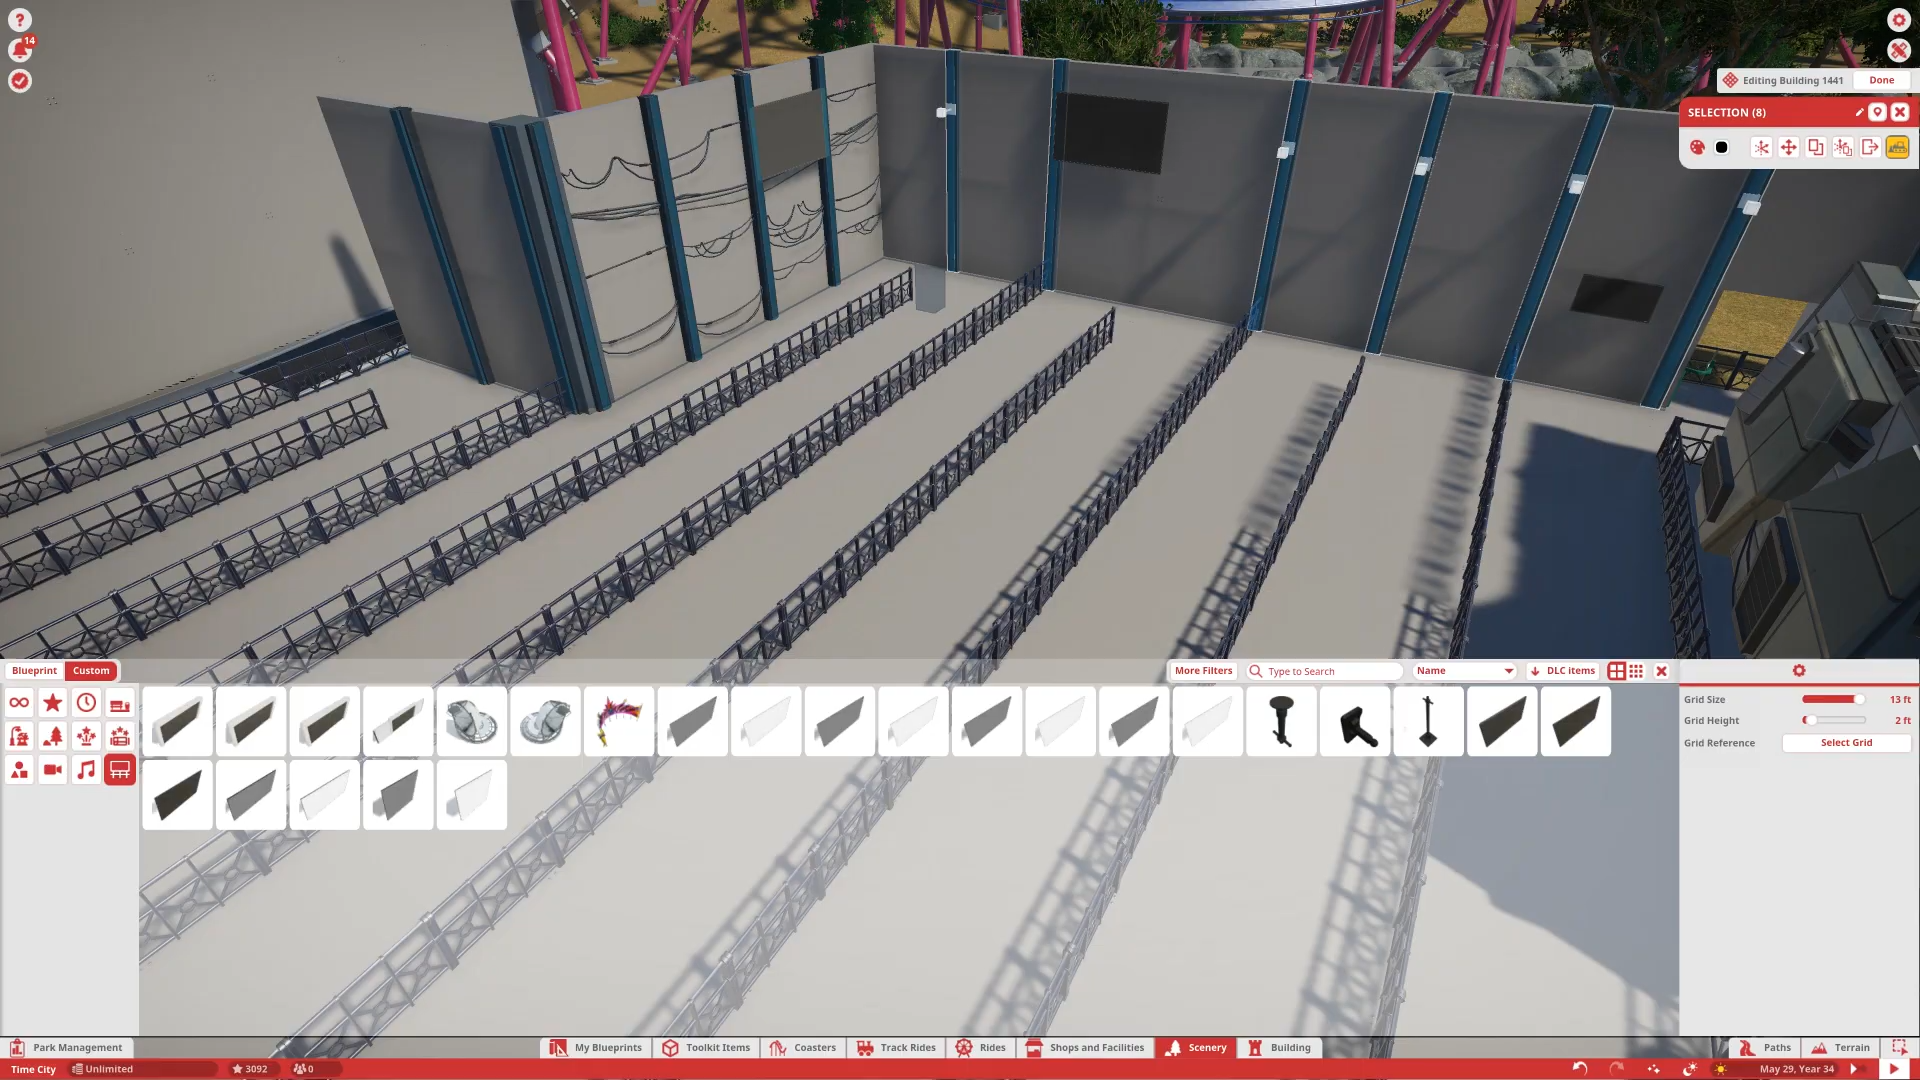 ?
14
Editing Building 1441
Done
SELECTION (8)
Blueprint
Custom
More Filters
Type to Search
Name
DLC items
Grid Size
13 ft
Grid Height
2 ft
Grid Reference
Select Grid
Park Management
My Blueprints
Toolkit Items
Coasters
Track Rides
Rides
Shops and Facilities
Scenery
Building
Paths
Terrain
Time City
Unlimited
3092
0
May 29, Year 34